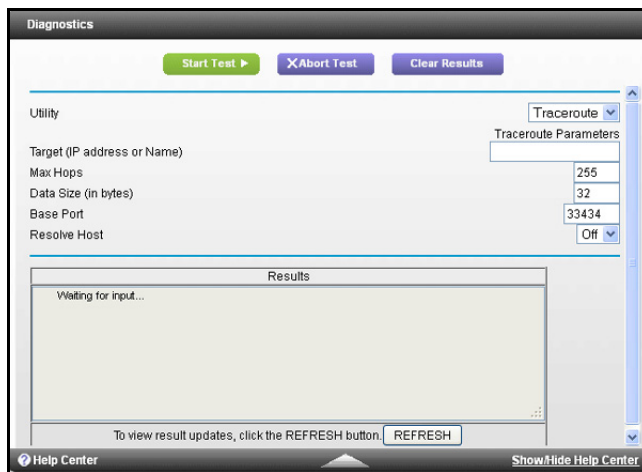 Diagnostics
Start Test
XAbort Test
Clear Results
Utility Traceroute
Traceroute Parameters
Target (IP address or Name)
Max Hops 255
Data Size (in bytes) 32
Base Port 33434
Resolve Host Off
Results
Waiting for input...
To view result updates, click the REFRESH button. REFRESH
Help Center Show/Hide Help Center